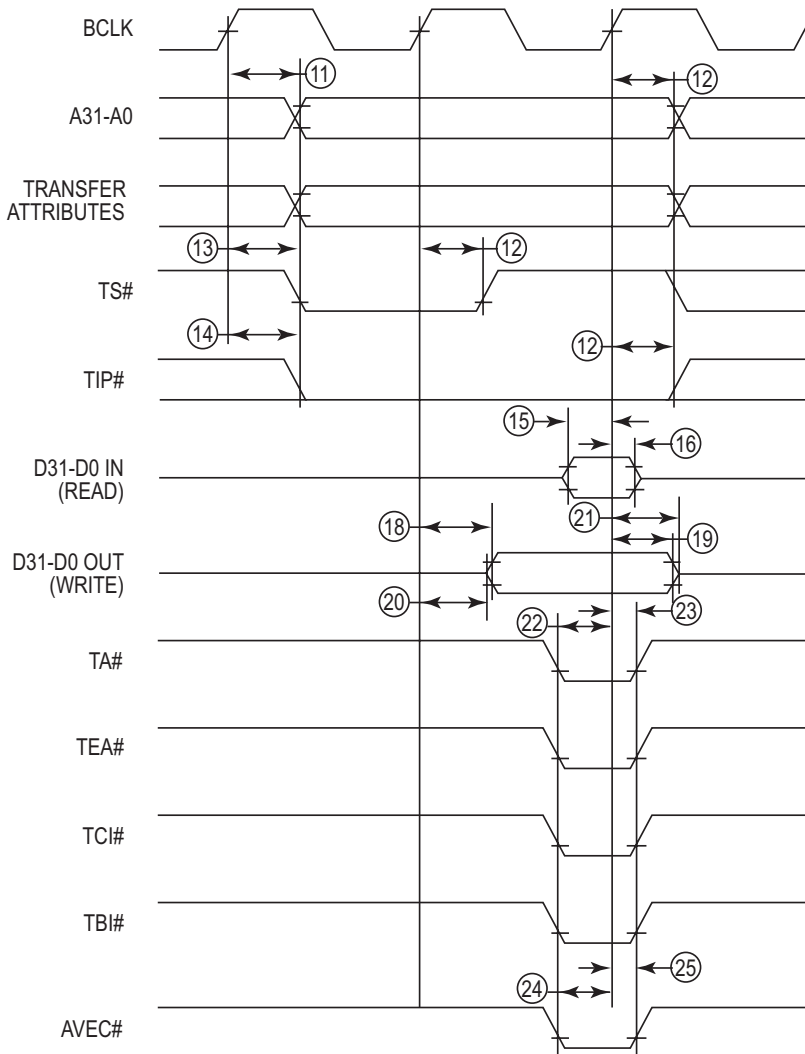 BCLK
11
12
A31-A0
TRANSFER
ATTRIBUTES
13
12
TS#
14
12
TIP#
15
16
D31-D0 IN
(READ)
18
21
19
D31-D0 OUT
(WRITE)
20
22
23
TA#
TEA#
TCI#
TBI#
24
25
AVEC#